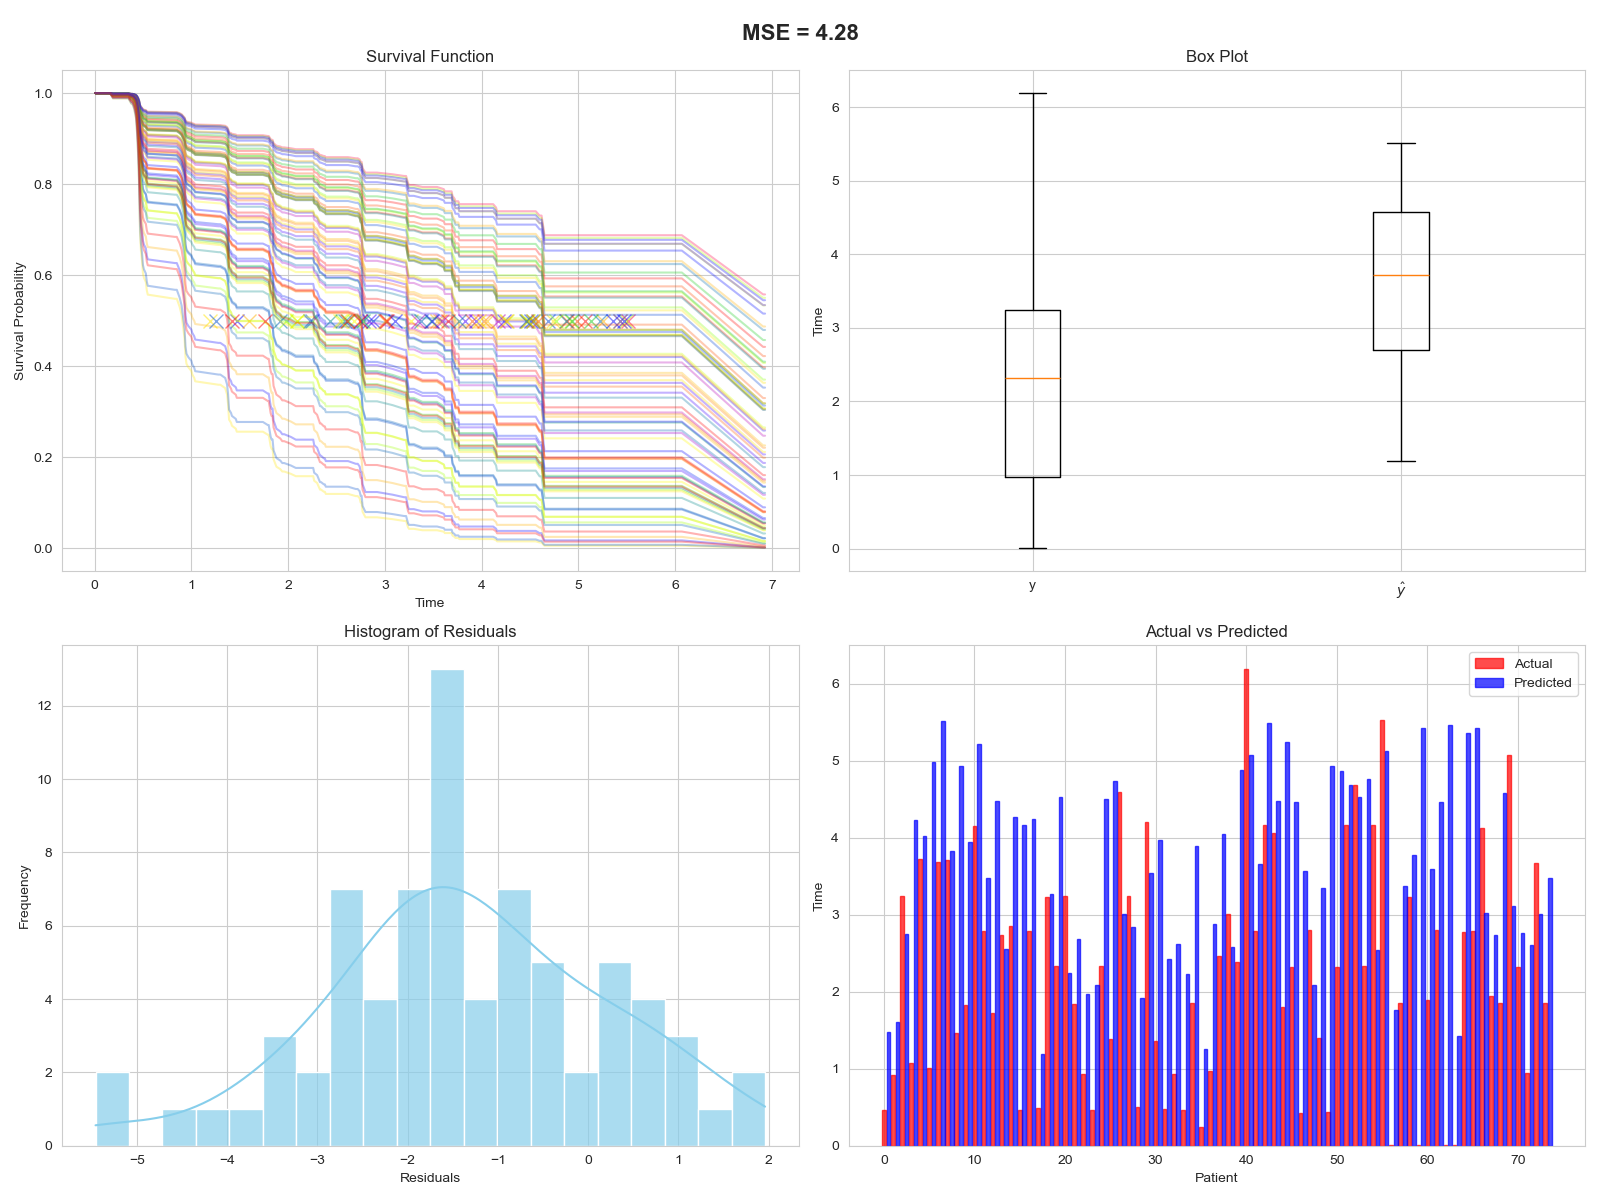 MSE = 4.28
Survival Function
Survival Probability
1.0
0.8
0.6
0.4
0.2
0.0
0 1 2 3 4 5 6 7
Time
Box Plot
Time
6
5
4
3
2
1
0
y ŷ
Histogram of Residuals
Frequency
12
10
8
6
4
2
0
−5 −4 −3 −2 −1 0 1 2
Residuals
Actual vs Predicted
Actual
Predicted
Time
6
5
4
3
2
1
0
0 10 20 30 40 50 60 70
Patient